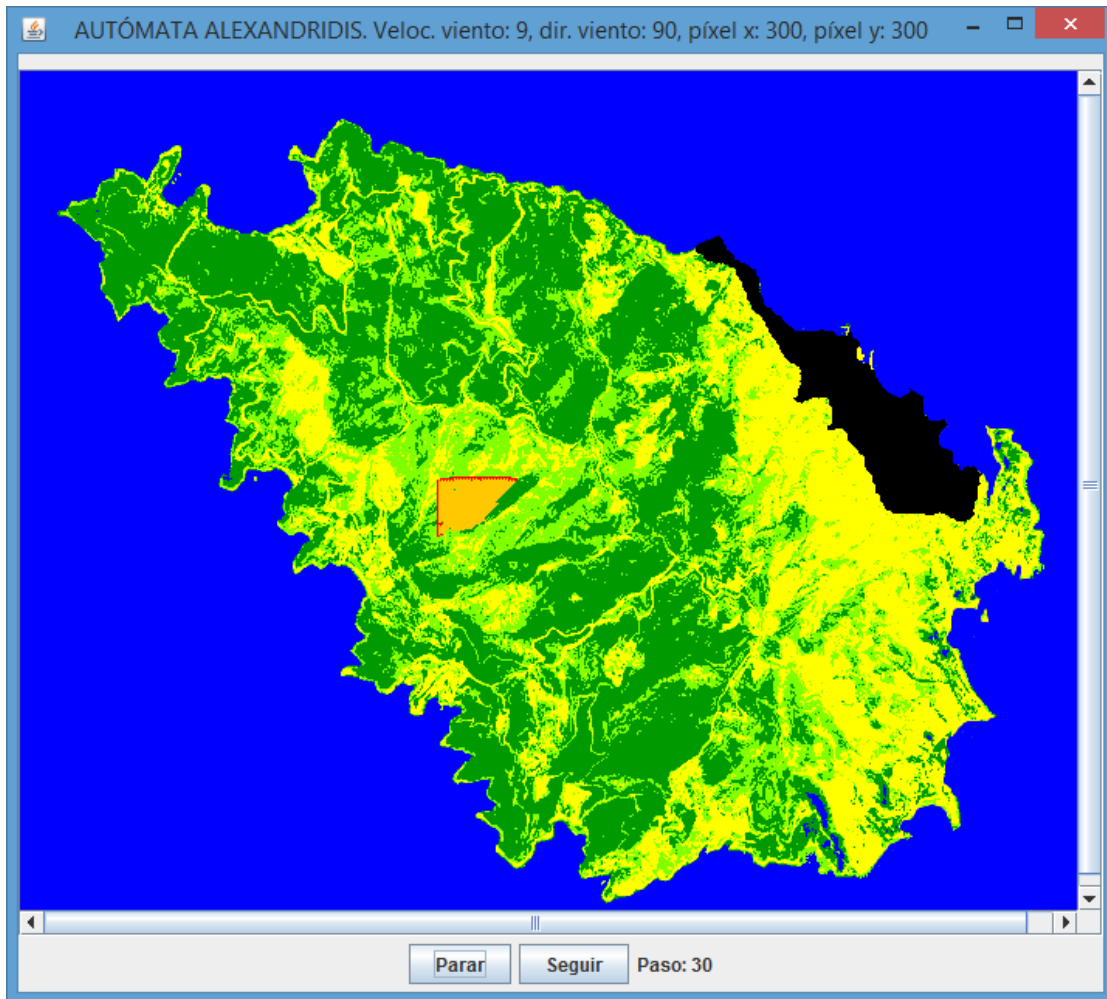 AUTÓMATA ALEXANDRIDIS. Veloc. viento: 9, dir. viento: 90, píxel x: 300, píxel y: 300
Parar Seguir Paso: 30